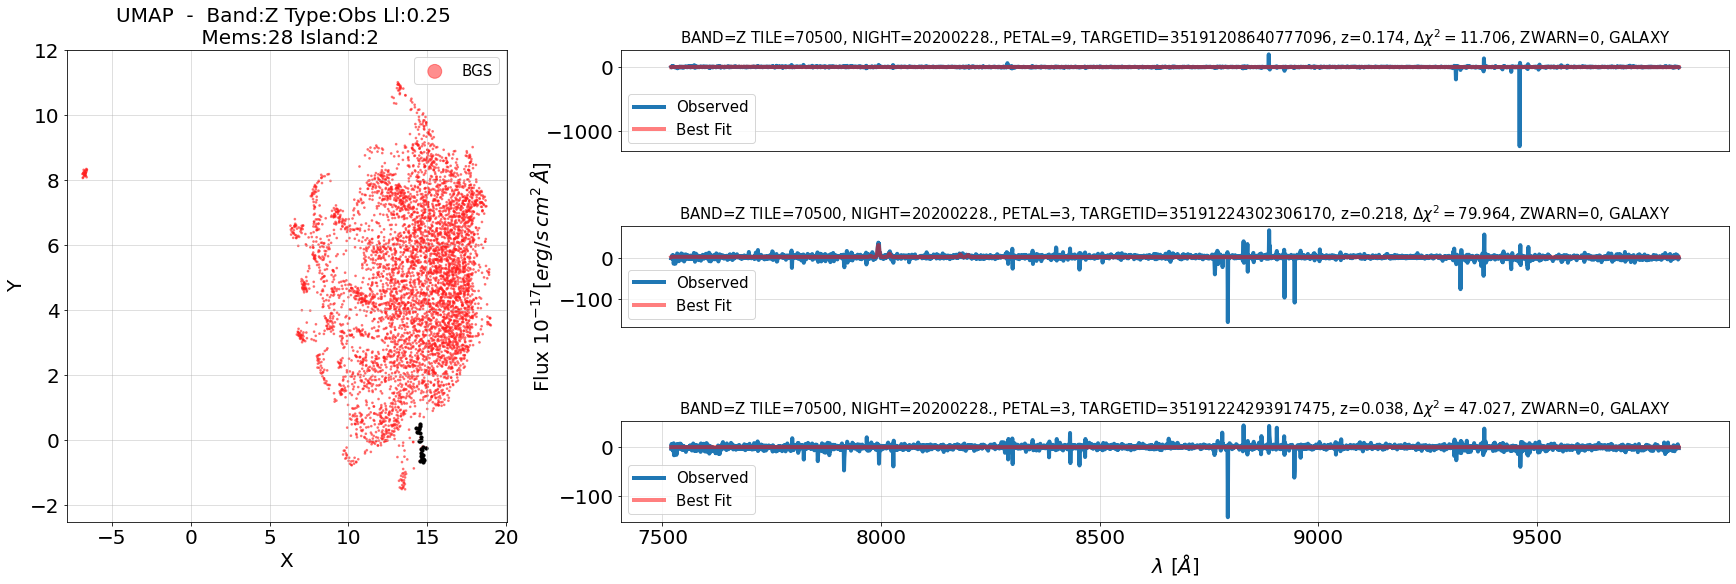 UMAP  -  Band:Z Type:Obs Ll:0.25
Mems:28 Island:2
BGS
12
10
8
6
4
2
0
−2
Y
−5
0
5
10
15
20
X
Flux 10⁻¹⁷[erg/s cm² Å]
BAND=Z TILE=70500, NIGHT=20200228., PETAL=9, TARGETID=35191208640777096, z=0.174, Δχ² = 11.706, ZWARN=0, GALAXY
0
−1000
Observed
Best Fit
BAND=Z TILE=70500, NIGHT=20200228., PETAL=3, TARGETID=35191224302306170, z=0.218, Δχ² = 79.964, ZWARN=0, GALAXY
0
−100
Observed
Best Fit
BAND=Z TILE=70500, NIGHT=20200228., PETAL=3, TARGETID=35191224293917475, z=0.038, Δχ² = 47.027, ZWARN=0, GALAXY
0
−100
Observed
Best Fit
7500
8000
8500
9000
9500
λ [Å]